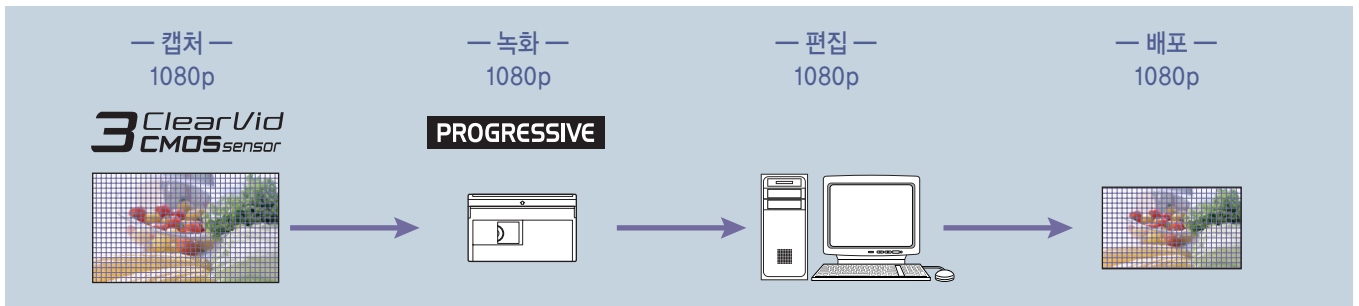 — 캡처 —
1080p
— 녹화 —
1080p
— 편집 —
1080p
— 배포 —
1080p
3 ClearVid
CMOS sensor
PROGRESSIVE